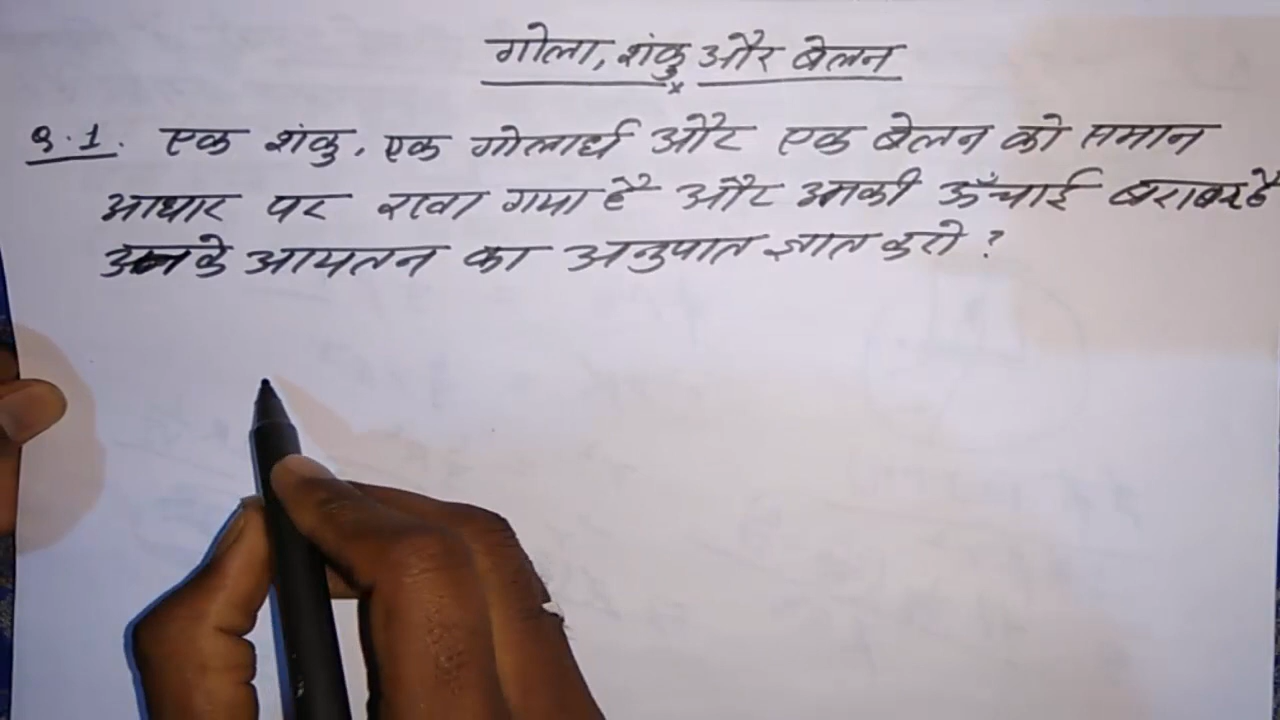 गोला, शंकु और बेलन
Q.1. एक शंकु, एक गोलार्ध और एक बेलन को समान
आधार पर रखा गया है और उनकी ऊँचाई बराबर है
उनके आयतन का अनुपात ज्ञात करो ?